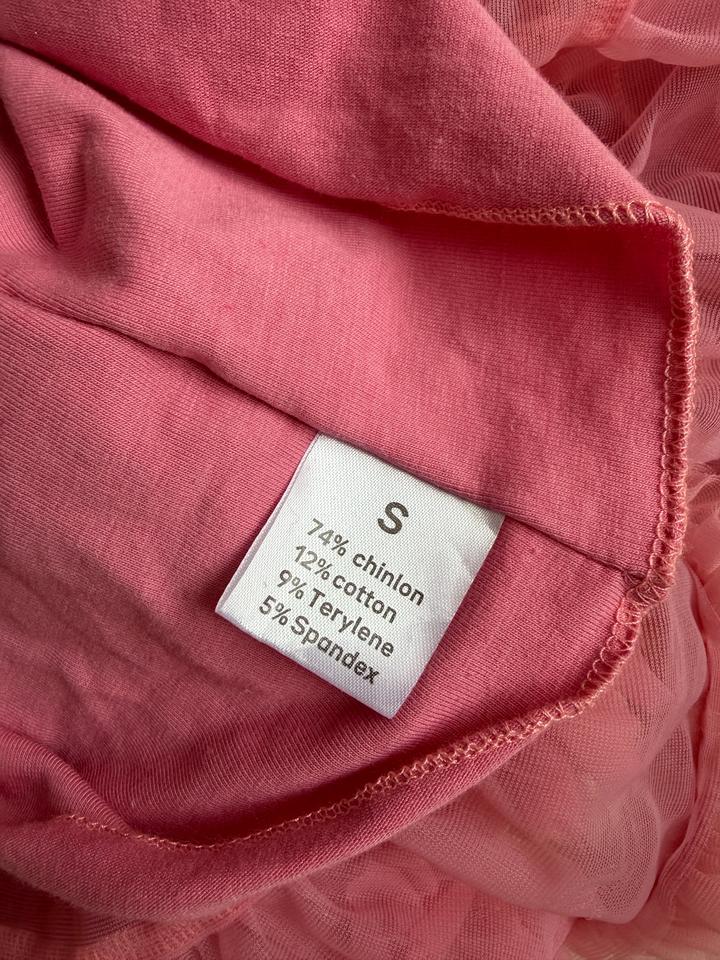 S
74% chinlon
12% cotton
9% Terylene
5% Spandex